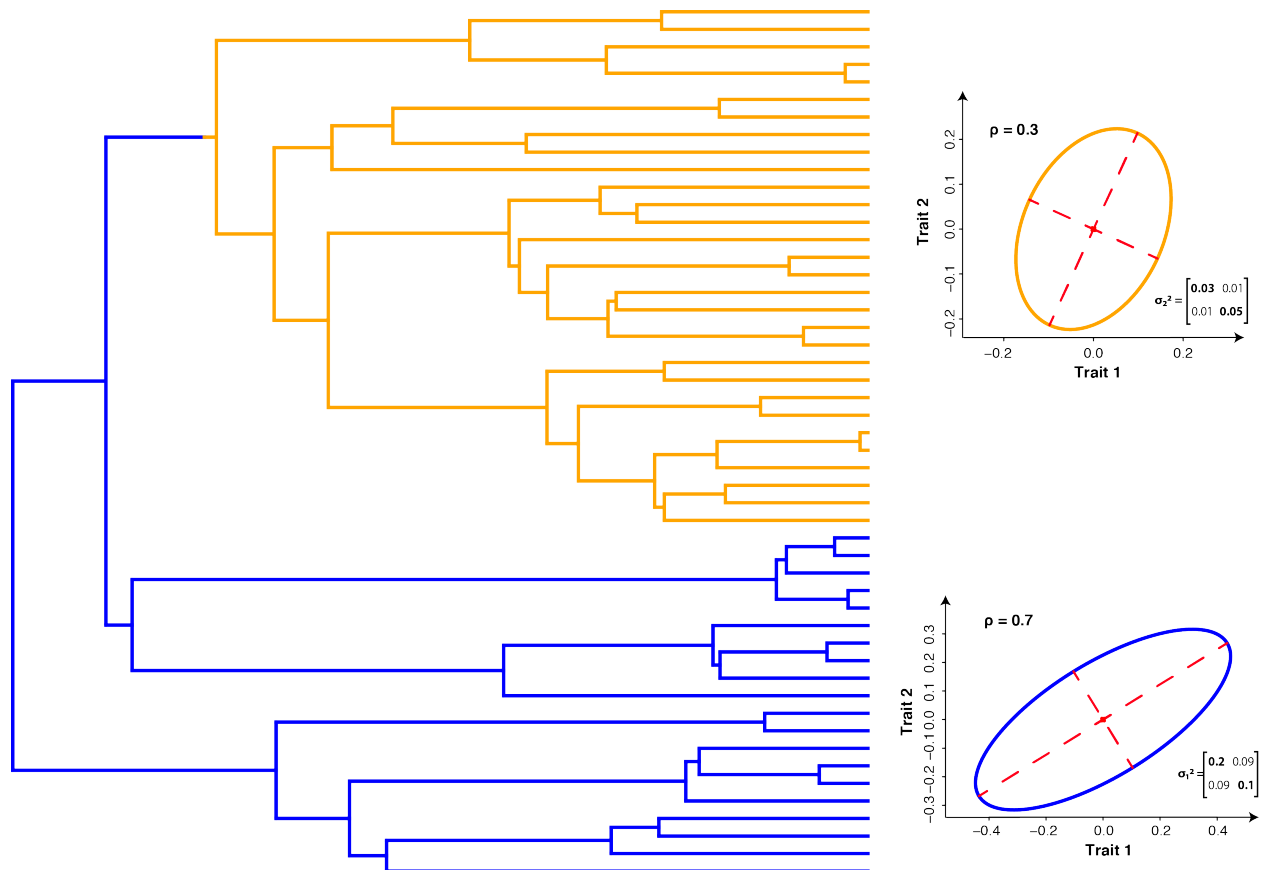 ρ = 0.3
Trait 2
0.2
0.1
0.0
−0.1
−0.2
σ₂² = [0.03 0.01
0.01 0.05]
−0.2 0.0 0.2
Trait 1
ρ = 0.7
Trait 2
0.3
0.2
0.1
0.0
−0.1
−0.2
−0.3
σ₁² = [0.2 0.09
0.09 0.1]
−0.4 −0.2 0.0 0.2 0.4
Trait 1